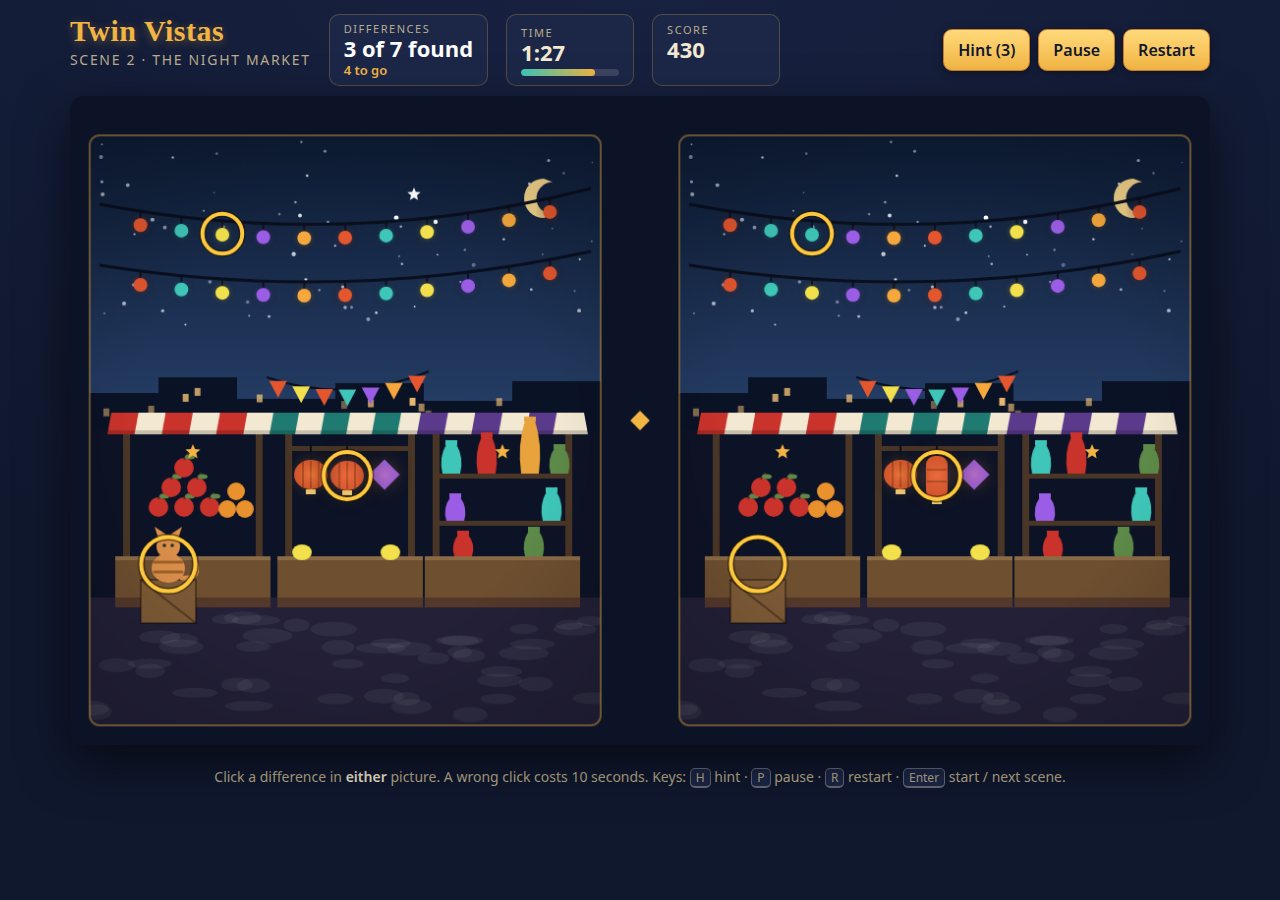 Twin Vistas
SCENE 2 · THE NIGHT MARKET
DIFFERENCES
3 of 7 found
4 to go
TIME
1:27
SCORE
430
Hint (3)
Pause
Restart
Click a difference in either picture. A wrong click costs 10 seconds. Keys: H hint · P pause · R restart · Enter start / next scene.